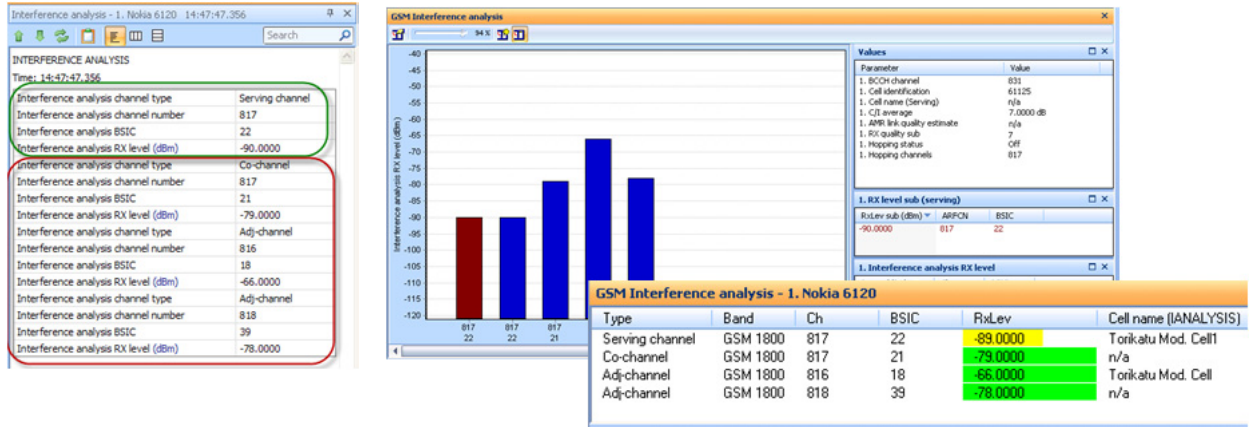 Interference analysis - 1. Nokia 6120 14:47:47.356
Search
INTERFERENCE ANALYSIS
Time: 14:47:47.356
Interference analysis channel type Serving channel
Interference analysis channel number 817
Interference analysis BSIC 22
Interference analysis RX level (dBm) -90.0000
Interference analysis channel type Co-channel
Interference analysis channel number 817
Interference analysis BSIC 21
Interference analysis RX level (dBm) -79.0000
Interference analysis channel type Adj-channel
Interference analysis channel number 816
Interference analysis BSIC 18
Interference analysis RX level (dBm) -66.0000
Interference analysis channel type Adj-channel
Interference analysis channel number 818
Interference analysis BSIC 39
Interference analysis RX level (dBm) -78.0000
GSM Interference analysis
94 %
Interference analysis RX level (dBm)
-40
-45
-50
-55
-60
-65
-70
-75
-80
-85
-90
-95
-100
-105
-110
-115
-120
817 817 817
22 22 21
Values
Parameter Value
1. BCCH channel 831
1. Cell identification 61125
1. Cell name (Serving) n/a
1. C/I average 7.0000 dB
1. AMR link quality estimate n/a
1. RX quality sub 7
1. Hopping status Off
1. Hopping channels 817
1. RX level sub (serving)
RxLev sub (dBm) ARFCN BSIC
-90.0000 817 22
1. Interference analysis RX level
GSM Interference analysis - 1. Nokia 6120
Type Band Ch BSIC RxLev Cell name (IANALYSIS)
Serving channel GSM 1800 817 22 -89.0000 Torikatu Mod. Cell1
Co-channel GSM 1800 817 21 -79.0000 n/a
Adj-channel GSM 1800 816 18 -66.0000 Torikatu Mod. Cell
Adj-channel GSM 1800 818 39 -78.0000 n/a